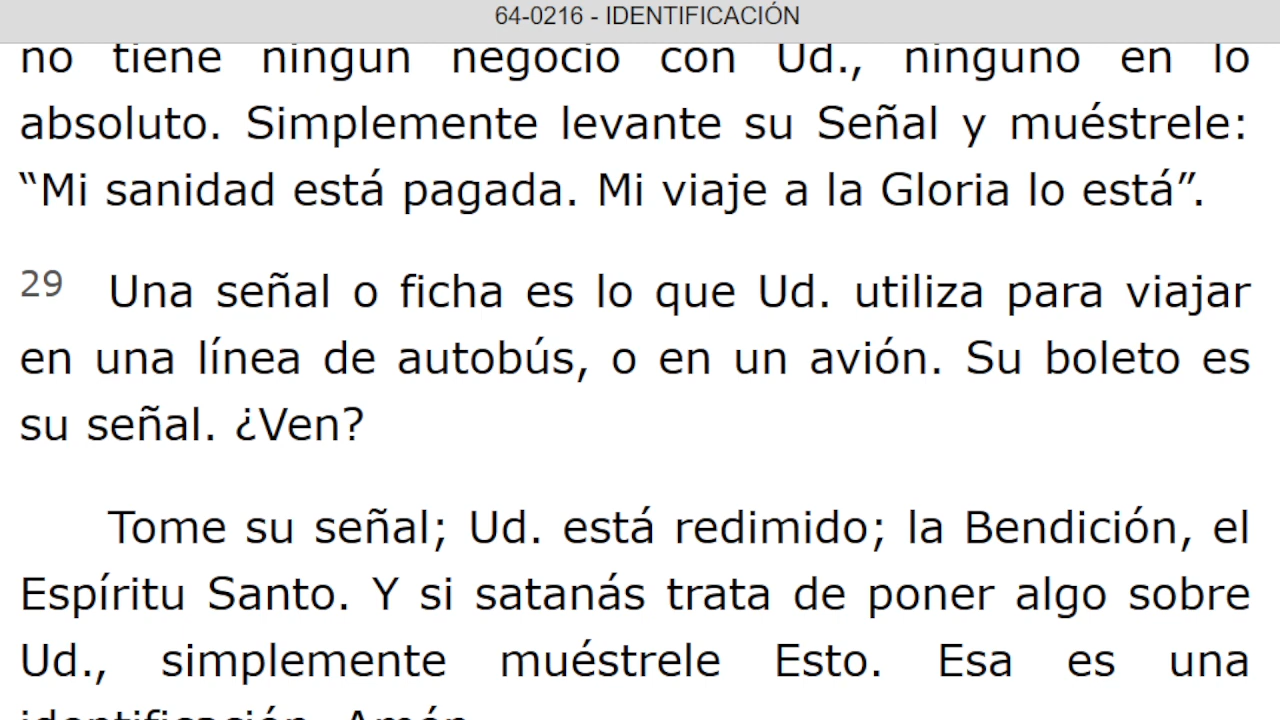 64-0216 - IDENTIFICACIÓN
no tiene ningún negocio con Ud., ninguno en lo
absoluto. Simplemente levante su Señal y muéstrele:
“Mi sanidad está pagada. Mi viaje a la Gloria lo está”.
29 Una señal o ficha es lo que Ud. utiliza para viajar
en una línea de autobús, o en un avión. Su boleto es
su señal. ¿Ven?
Tome su señal; Ud. está redimido; la Bendición, el
Espíritu Santo. Y si satanás trata de poner algo sobre
Ud., simplemente muéstrele Esto. Esa es una
identificación. Amén.